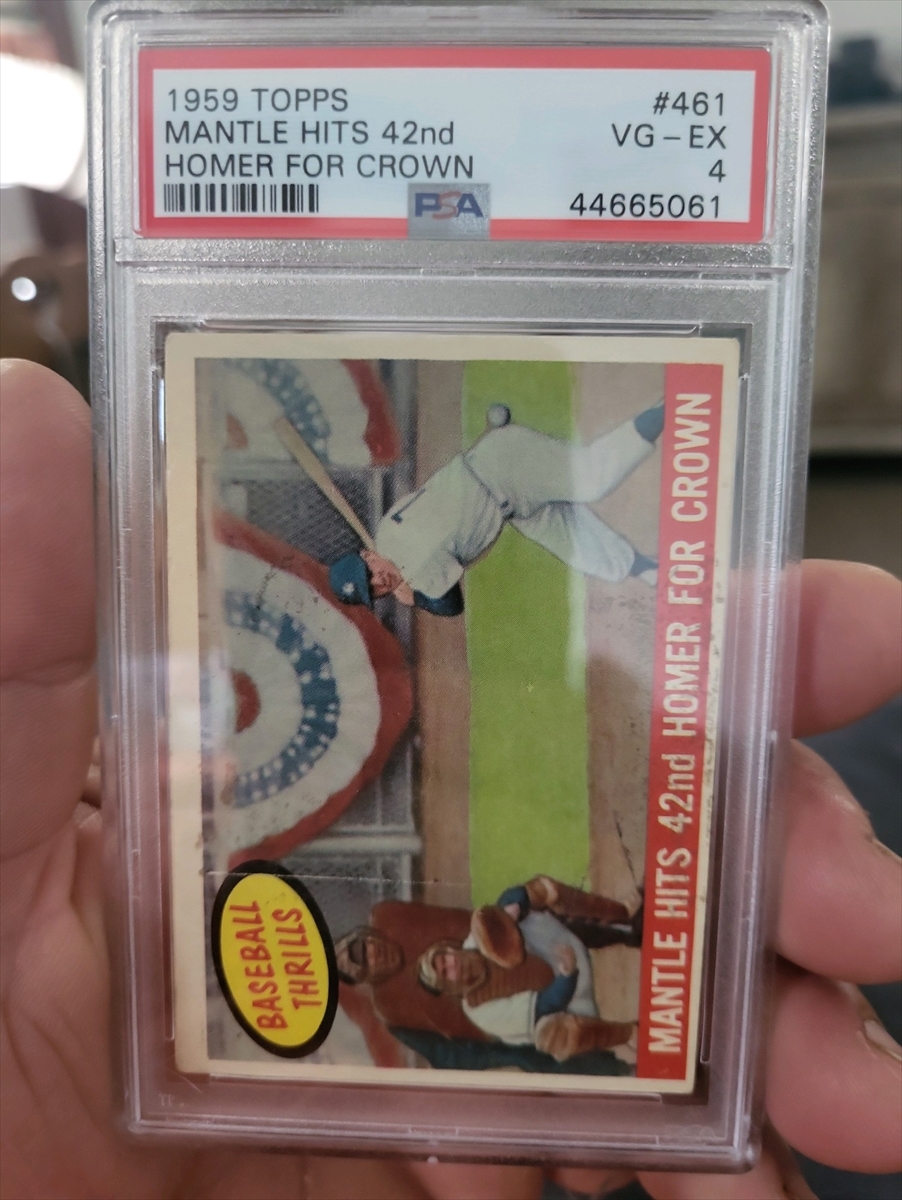 1959 TOPPS #461
MANTLE HITS 42nd VG – EX
HOMER FOR CROWN 4
PSA 44665061
MANTLE HITS 42nd HOMER FOR CROWN
BASEBALL
THRILLS